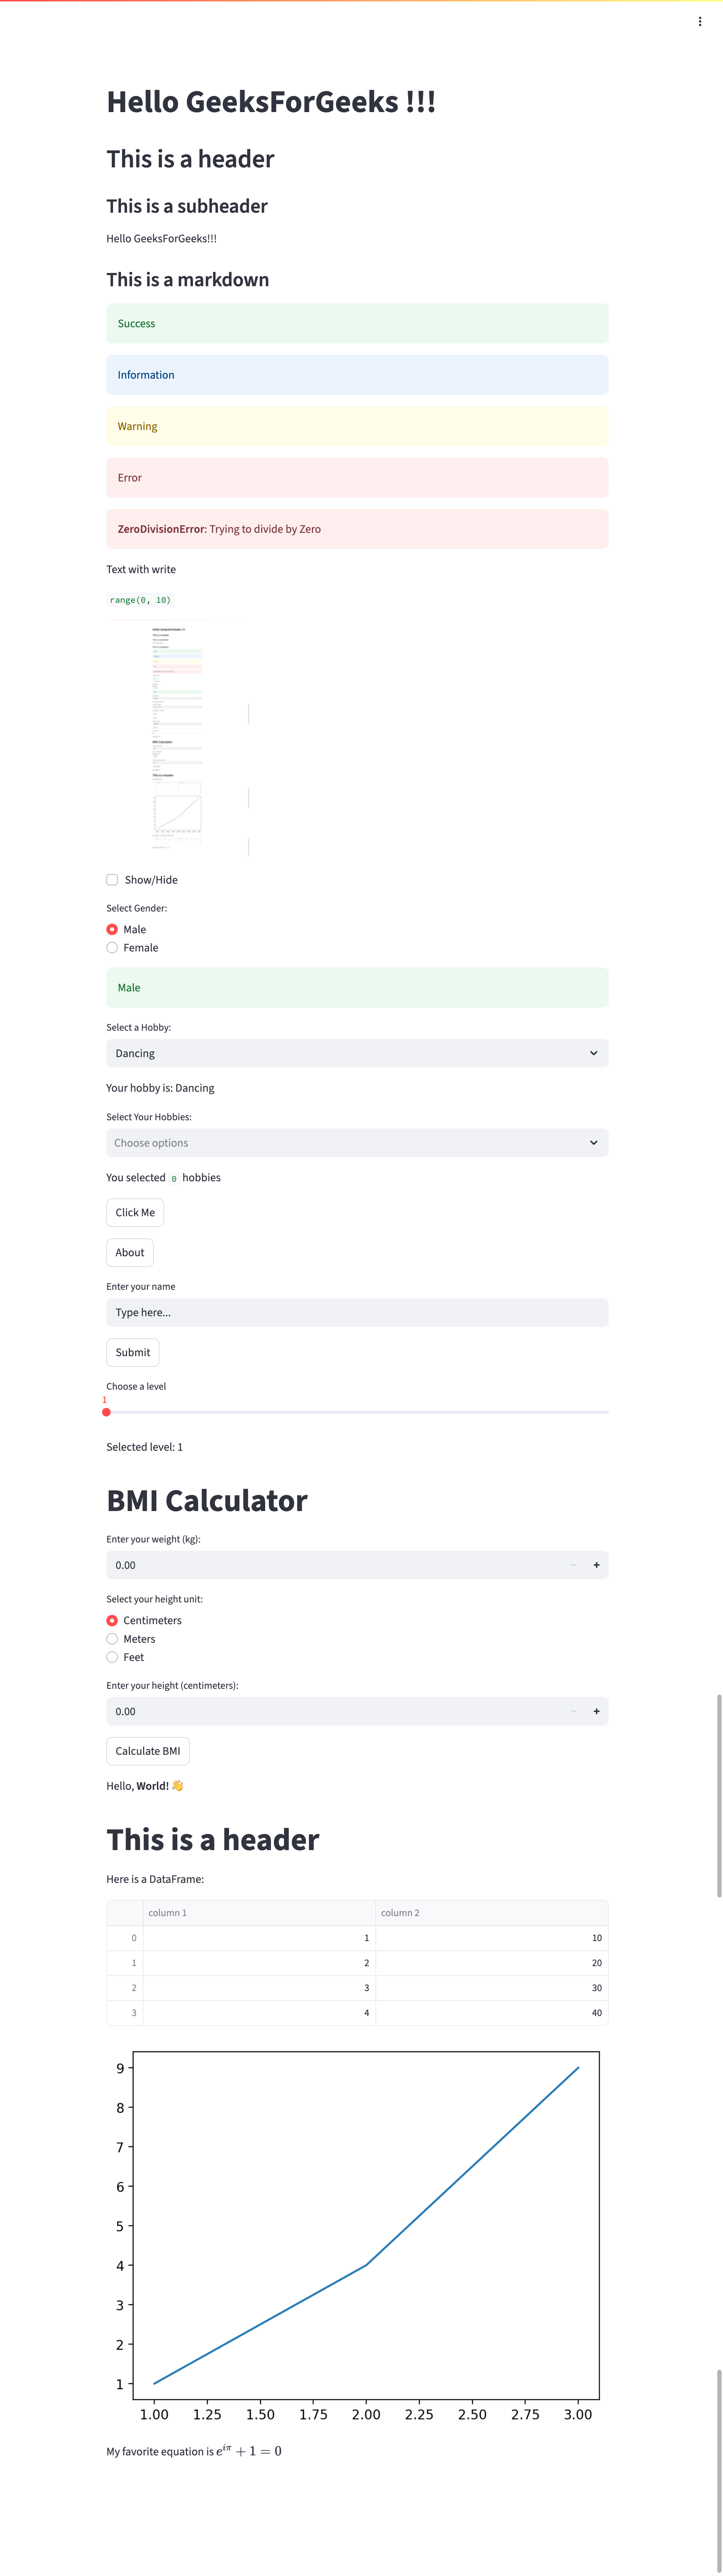 Hello GeeksForGeeks !!!
This is a header
This is a subheader
Hello GeeksForGeeks!!!
This is a markdown
Success
Information
Warning
Error
ZeroDivisionError: Trying to divide by Zero
Text with write
range(0, 10)
Show/Hide
Select Gender:
Male
Female
Male
Select a Hobby:
Dancing
Your hobby is: Dancing
Select Your Hobbies:
Choose options
You selected 0 hobbies
Click Me
About
Enter your name
Type here...
Submit
Choose a level
1
Selected level: 1
BMI Calculator
Enter your weight (kg):
0.00 − +
Select your height unit:
Centimeters
Meters
Feet
Enter your height (centimeters):
0.00 − +
Calculate BMI
Hello, World! 👋
This is a header
Here is a DataFrame:
column 1 column 2
0 1 10
1 2 20
2 3 30
3 4 40
9
8
7
6
5
4
3
2
1
1.00 1.25 1.50 1.75 2.00 2.25 2.50 2.75 3.00
My favorite equation is e^{iπ} + 1 = 0